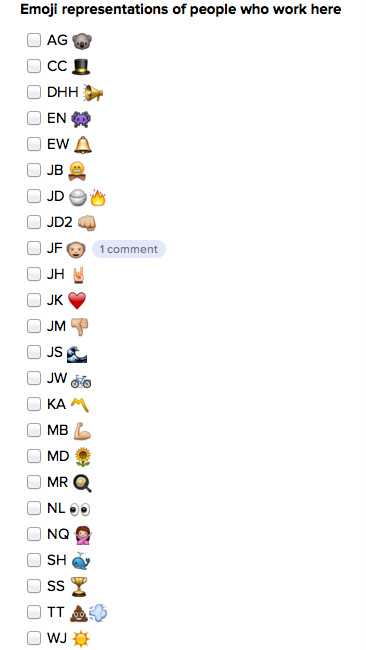 Emoji representations of people who work here
AG
CC
DHH
EN
EW
JB
JD
JD2
JF 1 comment
JH
JK
JM
JS
JW
KA
MB
MD
MR
NL
NQ
SH
SS
TT
WJ